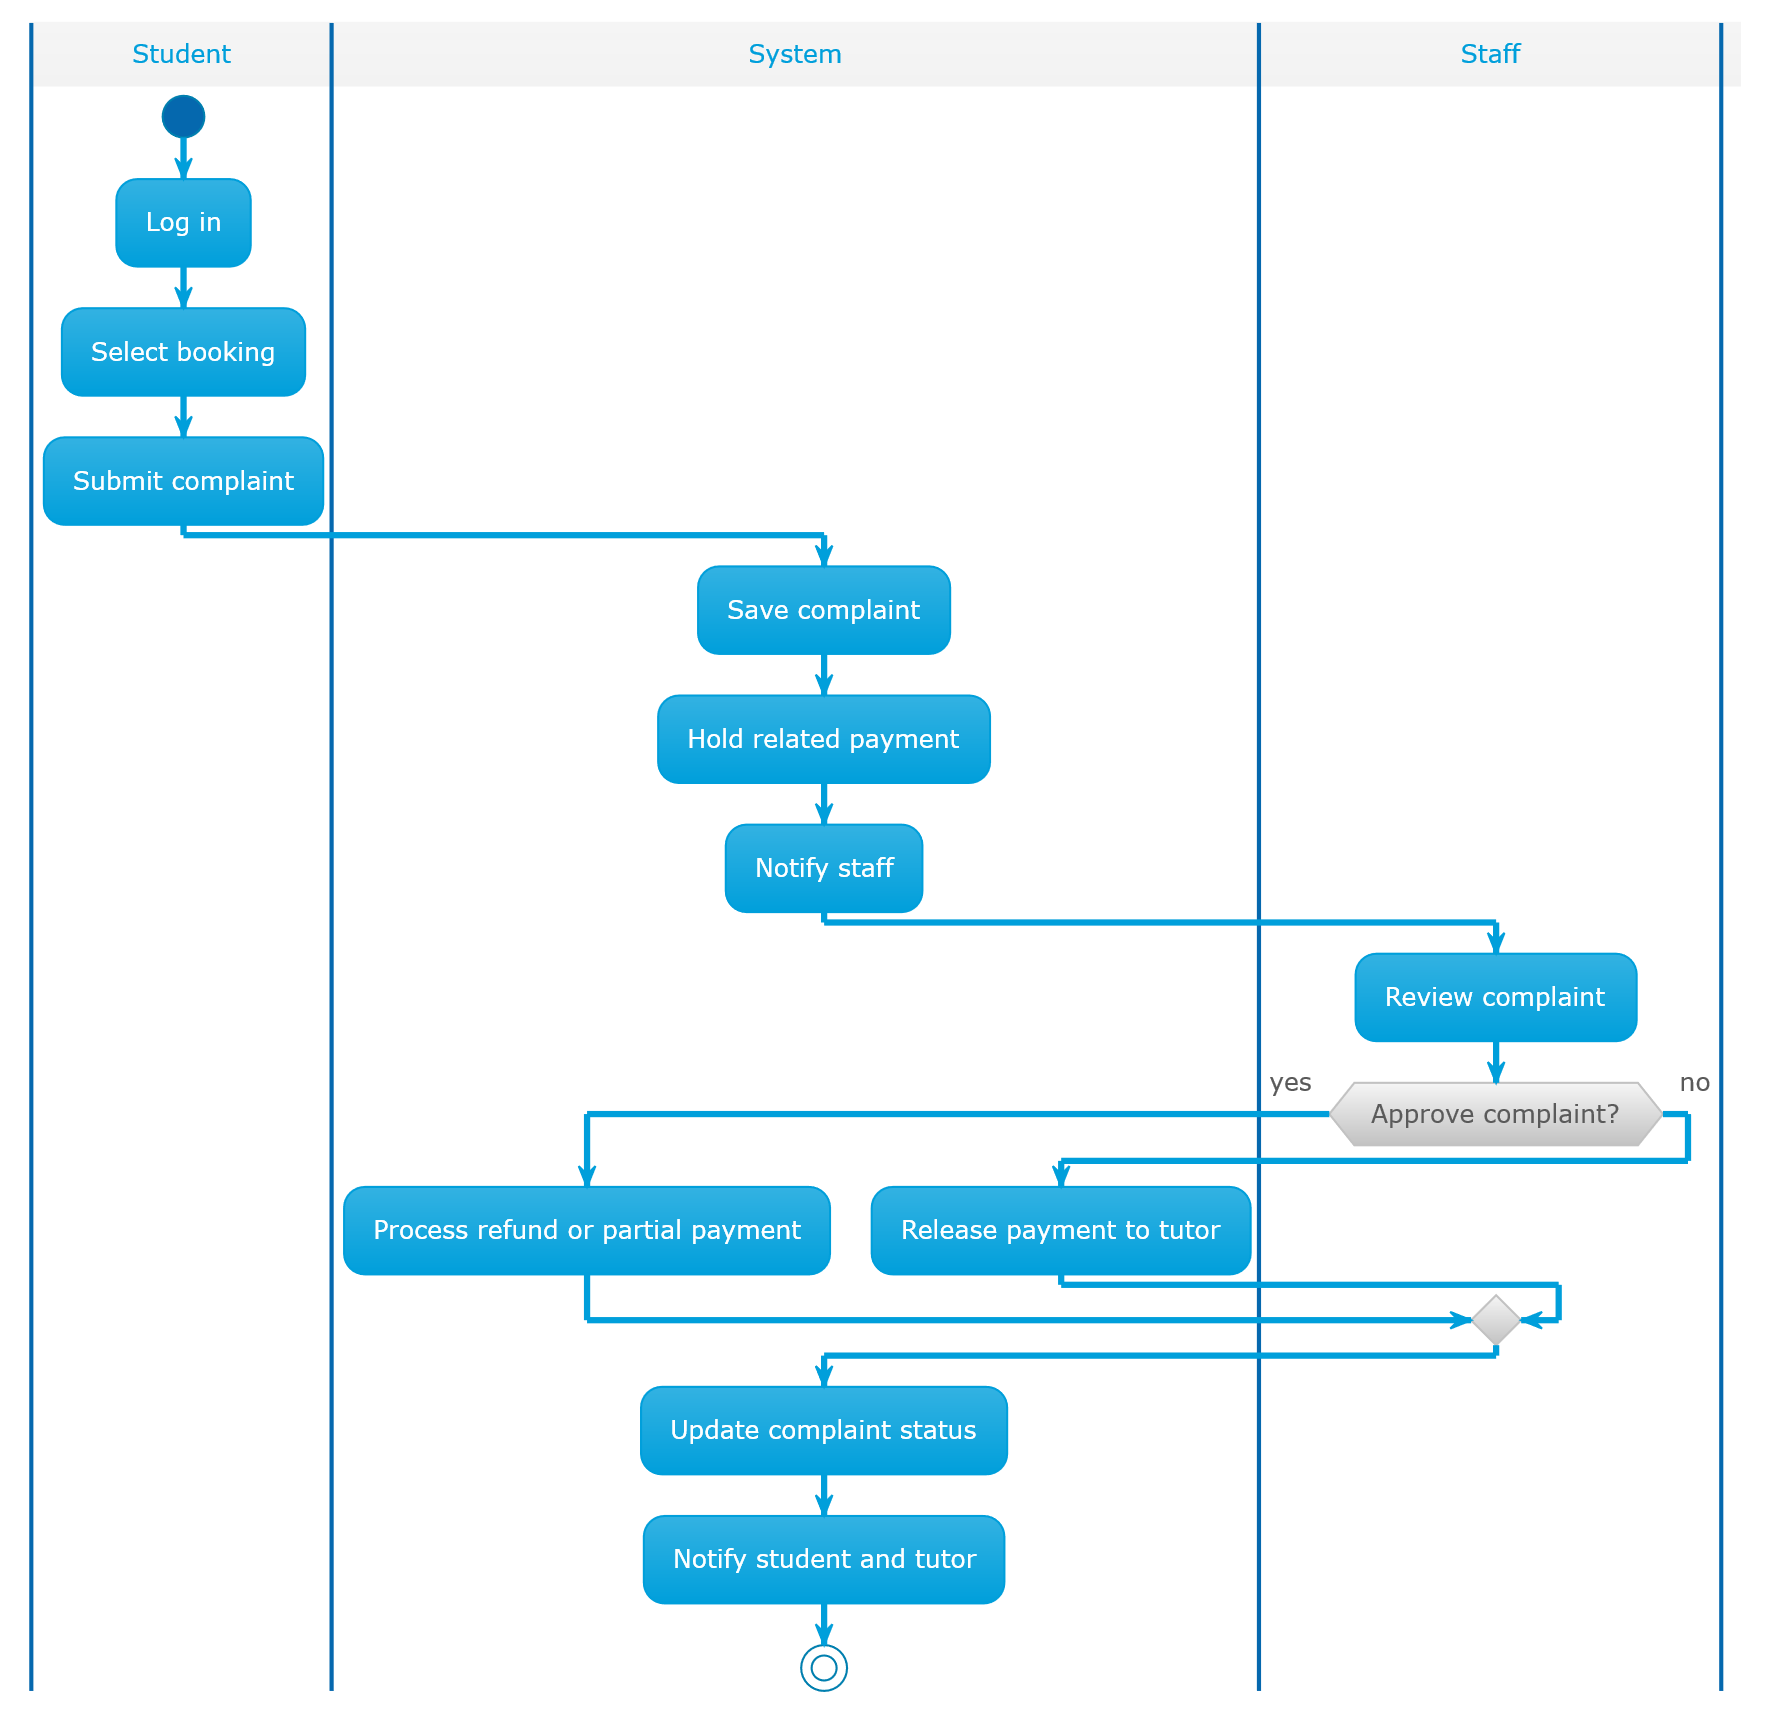 Student
System
Staff
Log in
Select booking
Submit complaint
Save complaint
Hold related payment
Notify staff
Review complaint
yes
no
Approve complaint?
Process refund or partial payment
Release payment to tutor
Update complaint status
Notify student and tutor